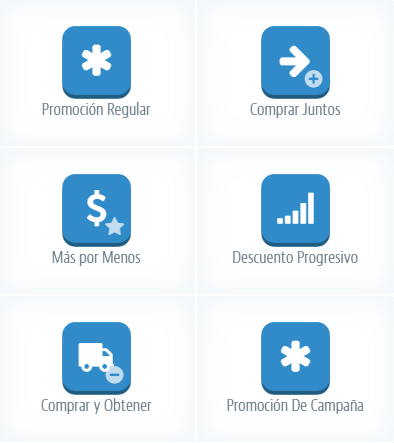 Promoción Regular
Comprar Juntos
Más por Menos
Descuento Progresivo
Comprar y Obtener
Promoción De Campaña